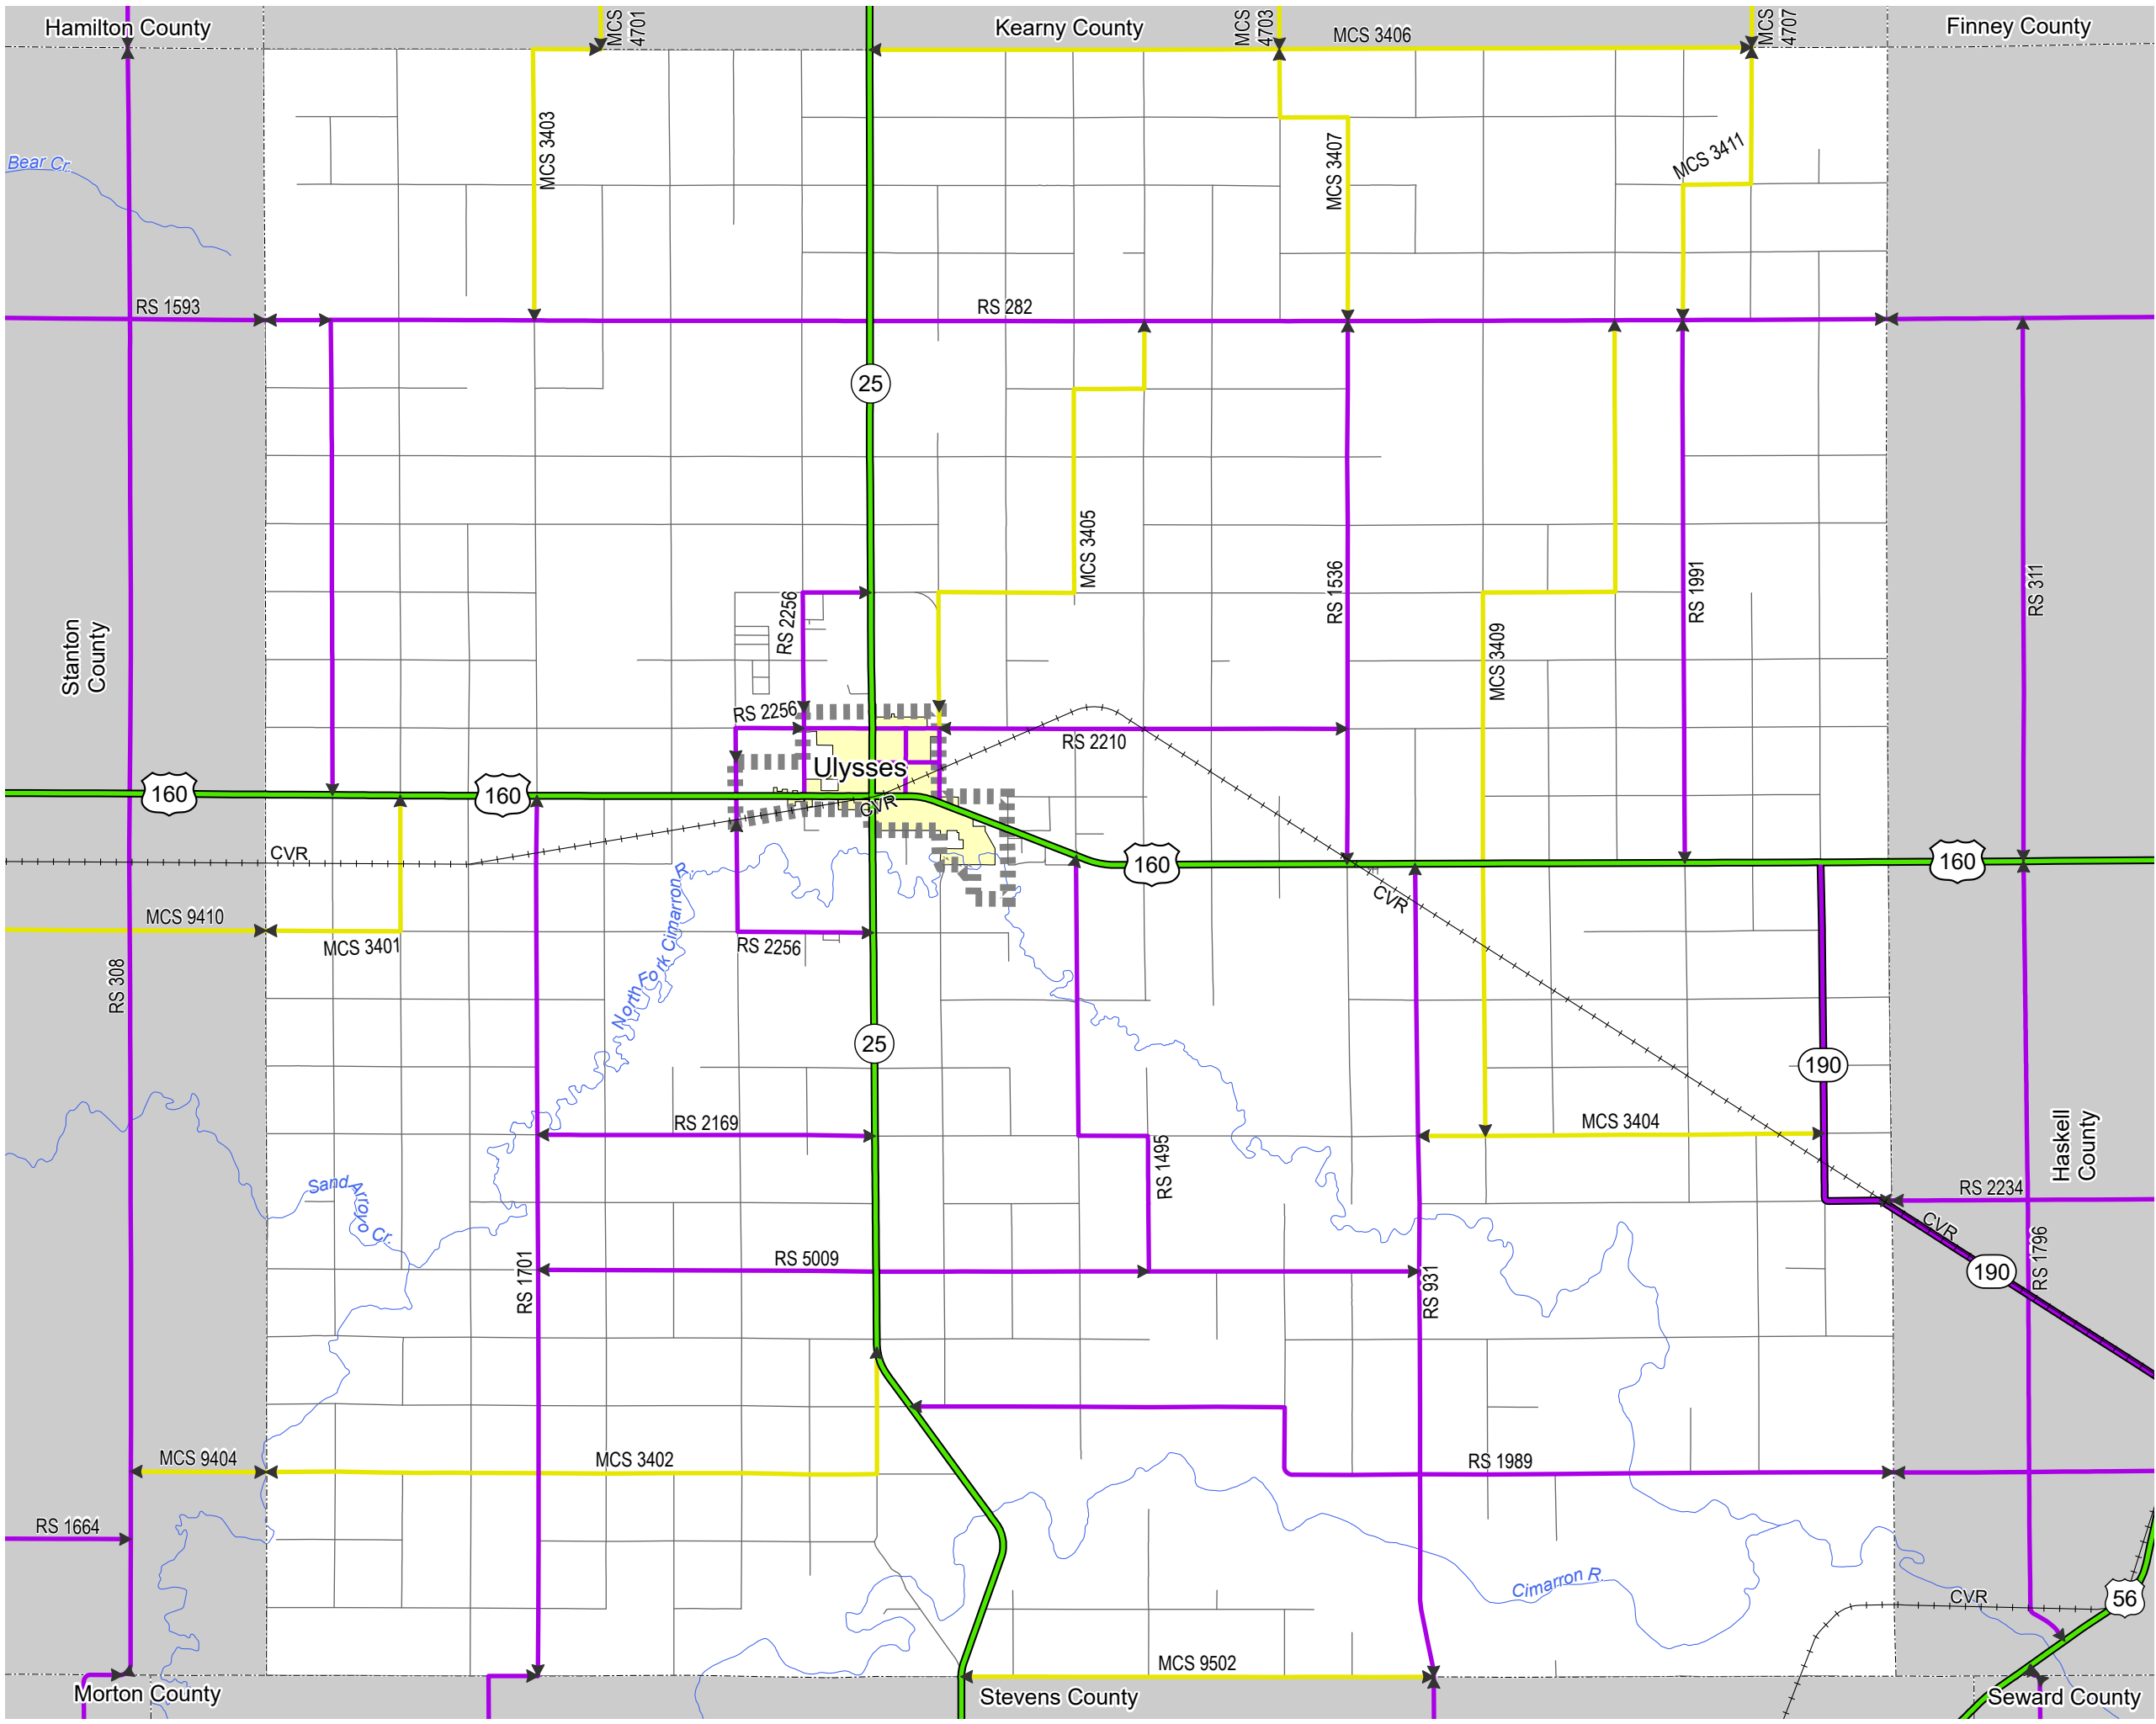 Hamilton County
MCS
4701
Kearny County
MCS
4703
MCS 3406
MCS
4707
Finney County
Bear Cr.
MCS 3403
MCS 3407
MCS 3411
RS 1593
RS 282
25
Stanton
County
RS 2256
MCS 3405
RS 1536
MCS 3409
RS 1991
RS 311
RS 2256
RS 2210
Ulysses
160
160
CVR
160
160
CVR
CVR
MCS 9410
MCS 3401
North Fork Cimarron R.
RS 2256
RS 308
25
190
RS 2169
MCS 3404
RS 1495
Haskell
County
Sand Arroyo Cr.
RS 2234
CVR
RS 1701
RS 5009
RS 931
190
RS 1796
MCS 9404
MCS 3402
RS 1989
RS 1664
Cimarron R.
CVR
56
MCS 9502
Morton County
Stevens County
Seward County